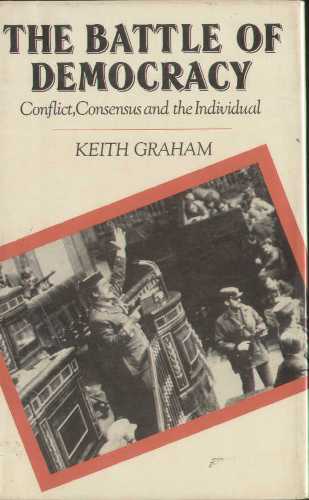 THE BATTLE OF
DEMOCRACY
Conflict, Consensus and the Individual
KEITH GRAHAM